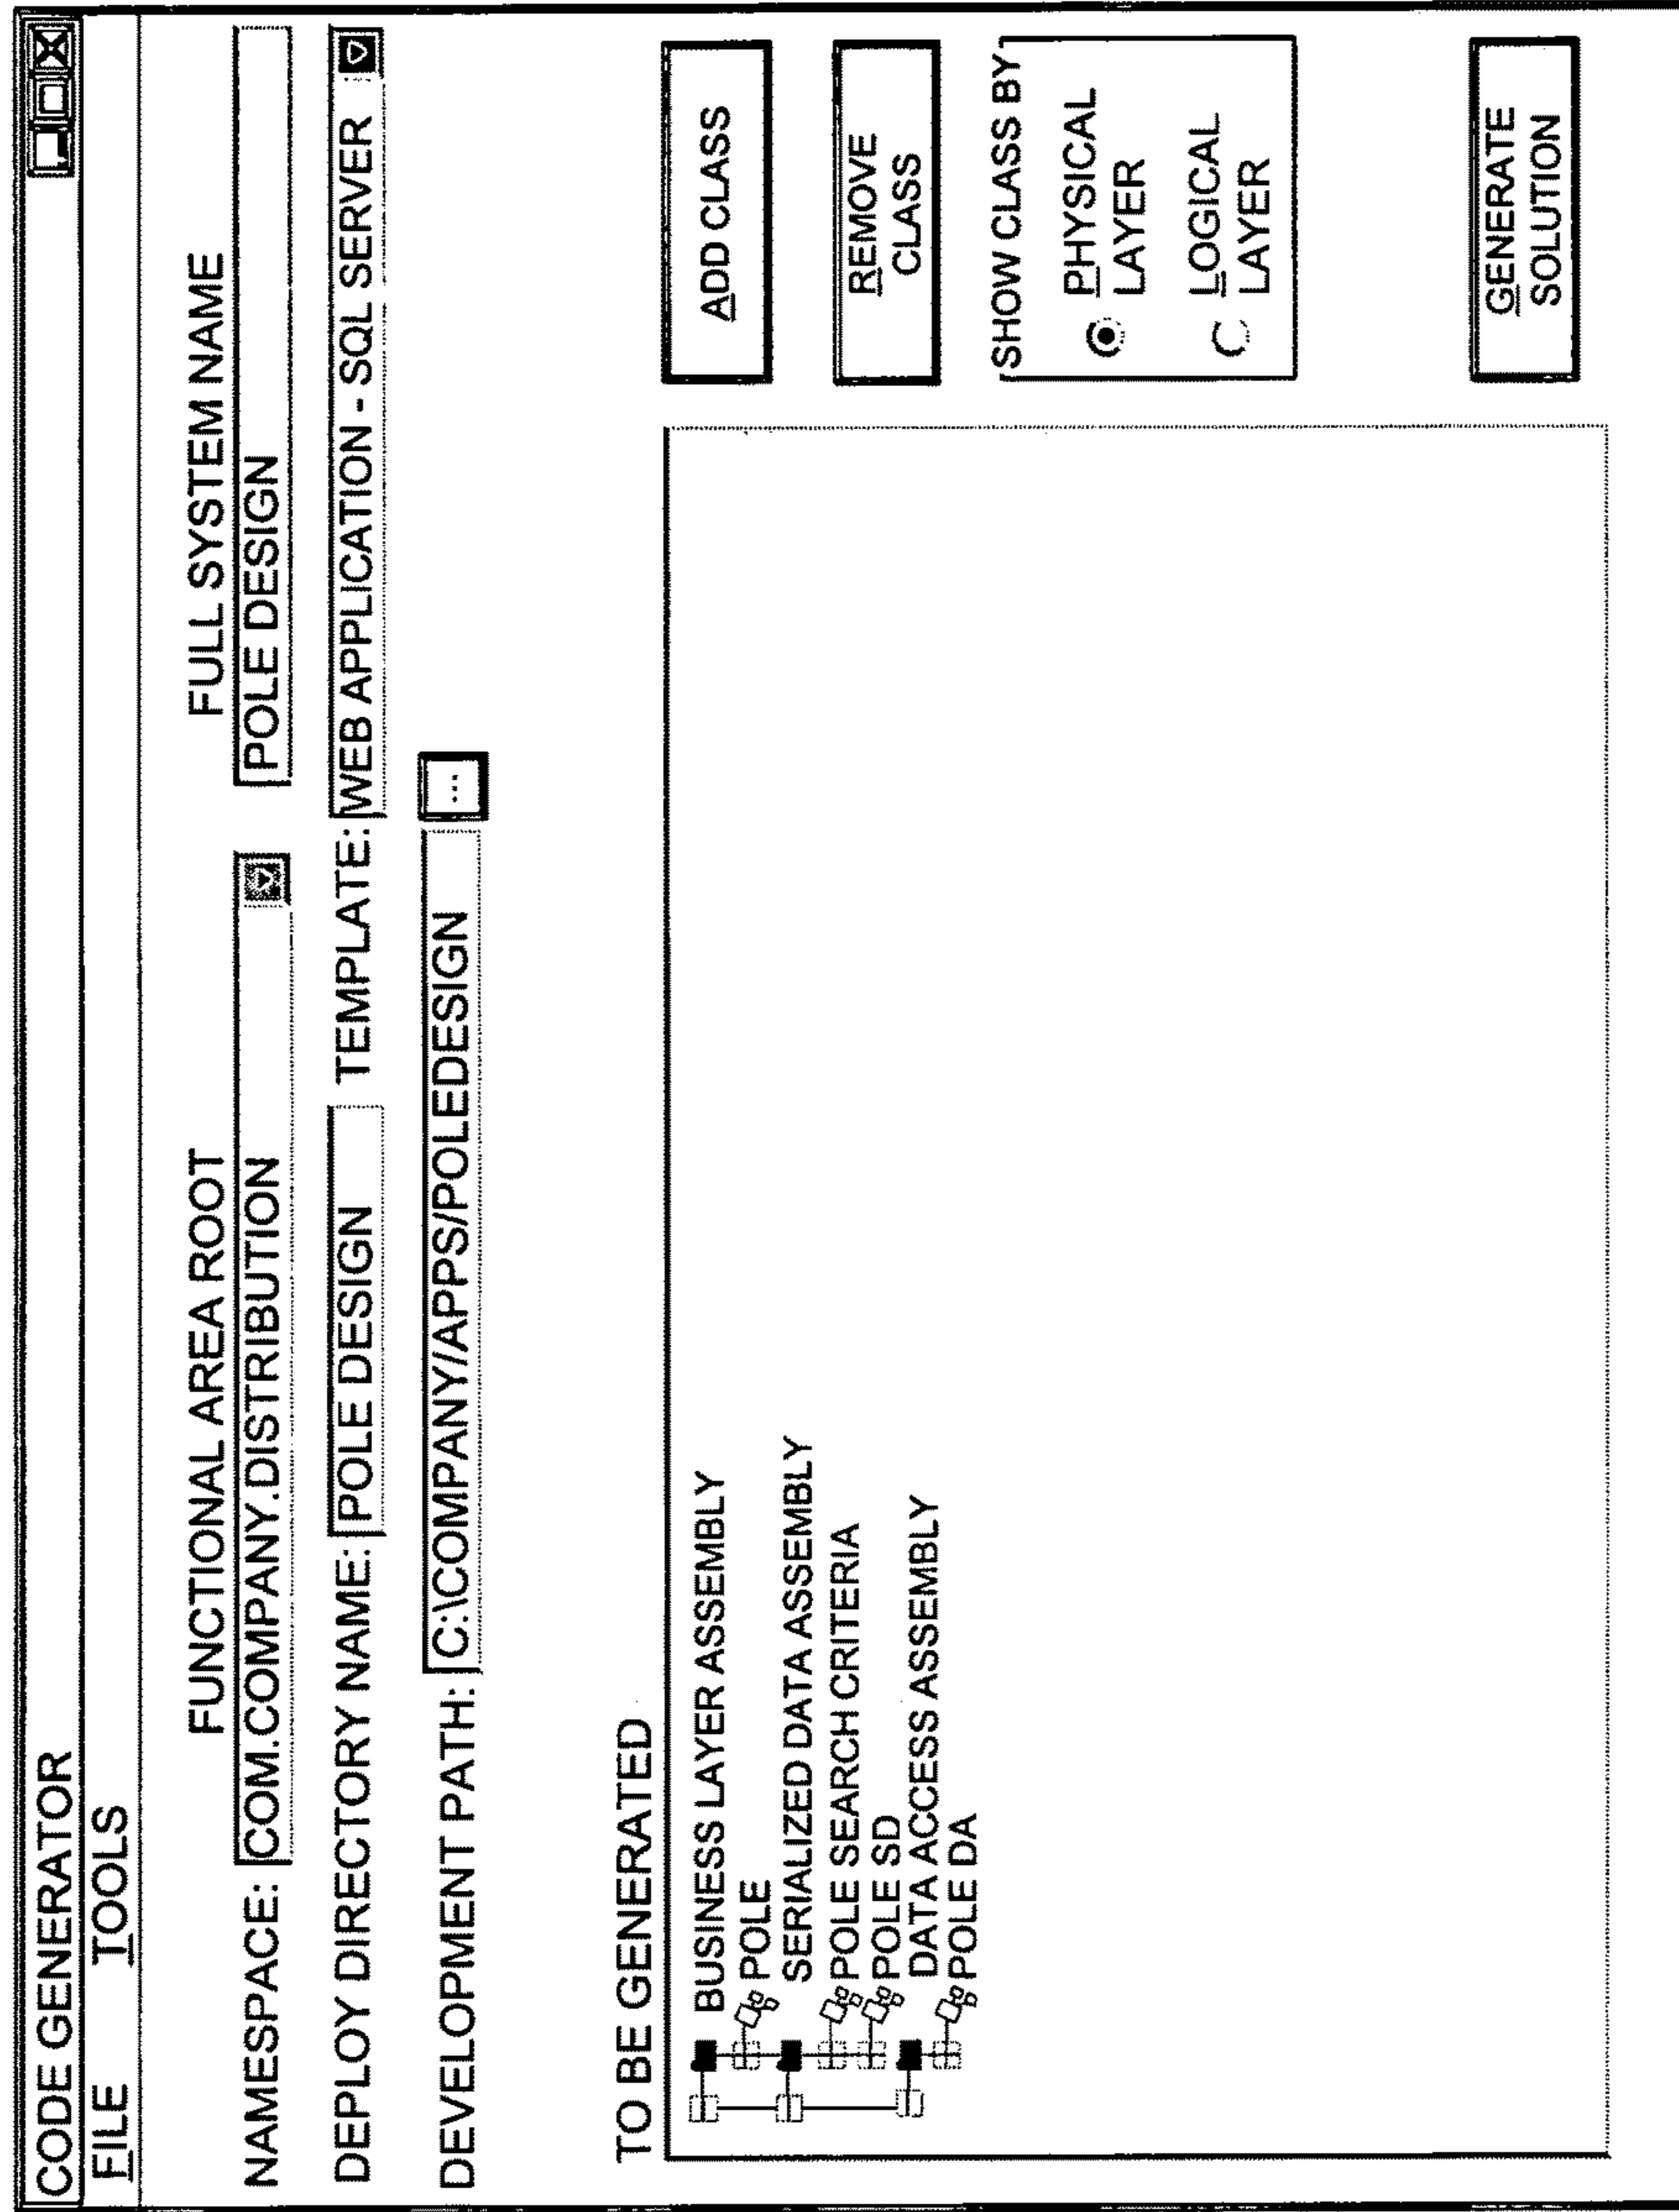 CODE GENERATOR
FILE TOOLS
FUNCTIONAL AREA ROOT FULL SYSTEM NAME
NAMESPACE: COM.COMPANY.DISTRIBUTION POLE DESIGN
DEPLOY DIRECTORY NAME: POLE DESIGN TEMPLATE: WEB APPLICATION - SQL SERVER
DEVELOPMENT PATH: C:\COMPANY/APPS/POLEDESIGN ...
TO BE GENERATED
BUSINESS LAYER ASSEMBLY
POLE
SERIALIZED DATA ASSEMBLY
POLE SEARCH CRITERIA
POLE SD
DATA ACCESS ASSEMBLY
POLE DA
ADD CLASS
REMOVE
CLASS
SHOW CLASS BY
PHYSICAL
LAYER
LOGICAL
LAYER
GENERATE
SOLUTION